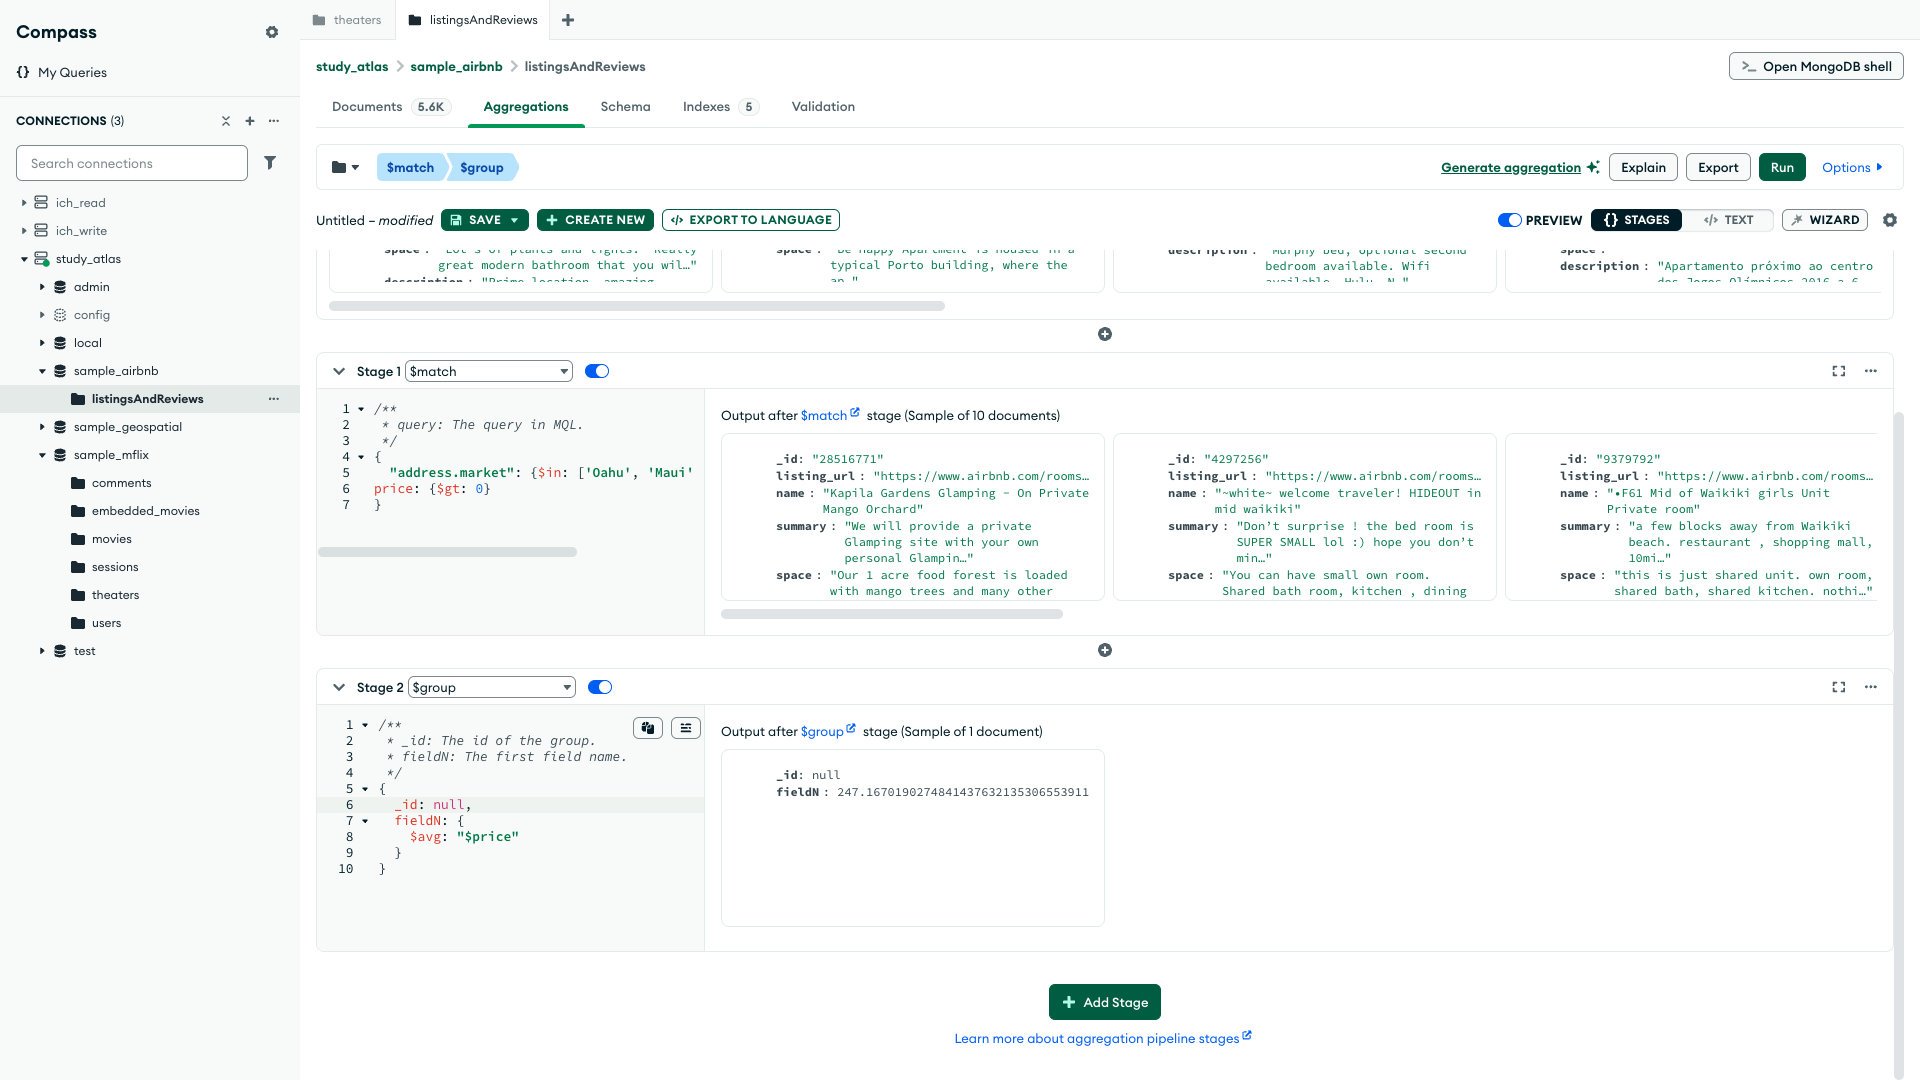 Compass
{} My Queries
CONNECTIONS (3)
Search connections
ich_read
ich_write
study_atlas
admin
config
local
sample_airbnb
listingsAndReviews
sample_geospatial
sample_mflix
comments
embedded_movies
movies
sessions
theaters
users
test
theaters
listingsAndReviews
study_atlas > sample_airbnb > listingsAndReviews
>_ Open MongoDB shell
Documents 5.6K
Aggregations
Schema
Indexes 5
Validation
$match
$group
Generate aggregation
Explain
Export
Run
Options
Untitled – modified
SAVE
CREATE NEW
</> EXPORT TO LANGUAGE
PREVIEW
{} STAGES
</> TEXT
WIZARD
space : "Lot's of plants and lights. Really
great modern bathroom that you wil…"
description : "Prime location, amazing
space : "Be Happy Apartment is housed in a
typical Porto building, where the
ap…"
description : "Murphy bed, optional second
bedroom available. Wifi
available, Hulu, N…"
space :
description : "Apartamento próximo ao centro
dos Jogos Olímpicos 2016 a 6
Stage 1 $match
1 /**
2 * query: The query in MQL.
3 */
4 {
5 "address.market": {$in: ['Oahu', 'Maui'
6 price: {$gt: 0}
7 }
Output after $match stage (Sample of 10 documents)
_id: "28516771"
listing_url : "https://www.airbnb.com/rooms…
name : "Kapila Gardens Glamping - On Private
Mango Orchard"
summary : "We will provide a private
Glamping site with your own
personal Glampin…"
space : "Our 1 acre food forest is loaded
with mango trees and many other
_id: "4297256"
listing_url : "https://www.airbnb.com/rooms…
name : "~white~ welcome traveler! HIDEOUT in
mid waikiki"
summary : "Don't surprise ! the bed room is
SUPER SMALL lol :) hope you don't
min…"
space : "You can have small own room.
Shared bath room, kitchen , dining
_id: "9379792"
listing_url : "https://www.airbnb.com/rooms…
name : "•F61 Mid of Waikiki girls Unit
Private room"
summary : "a few blocks away from Waikiki
beach. restaurant , shopping mall,
10mi…"
space : "this is just shared unit. own room,
shared bath, shared kitchen. nothi…"
Stage 2 $group
1 /**
2 * _id: The id of the group.
3 * fieldN: The first field name.
4 */
5 {
6 _id: null,
7 fieldN: {
8 $avg: "$price"
9 }
10 }
Output after $group stage (Sample of 1 document)
_id: null
fieldN : 247.1670190274841437632135306553911
Add Stage
Learn more about aggregation pipeline stages